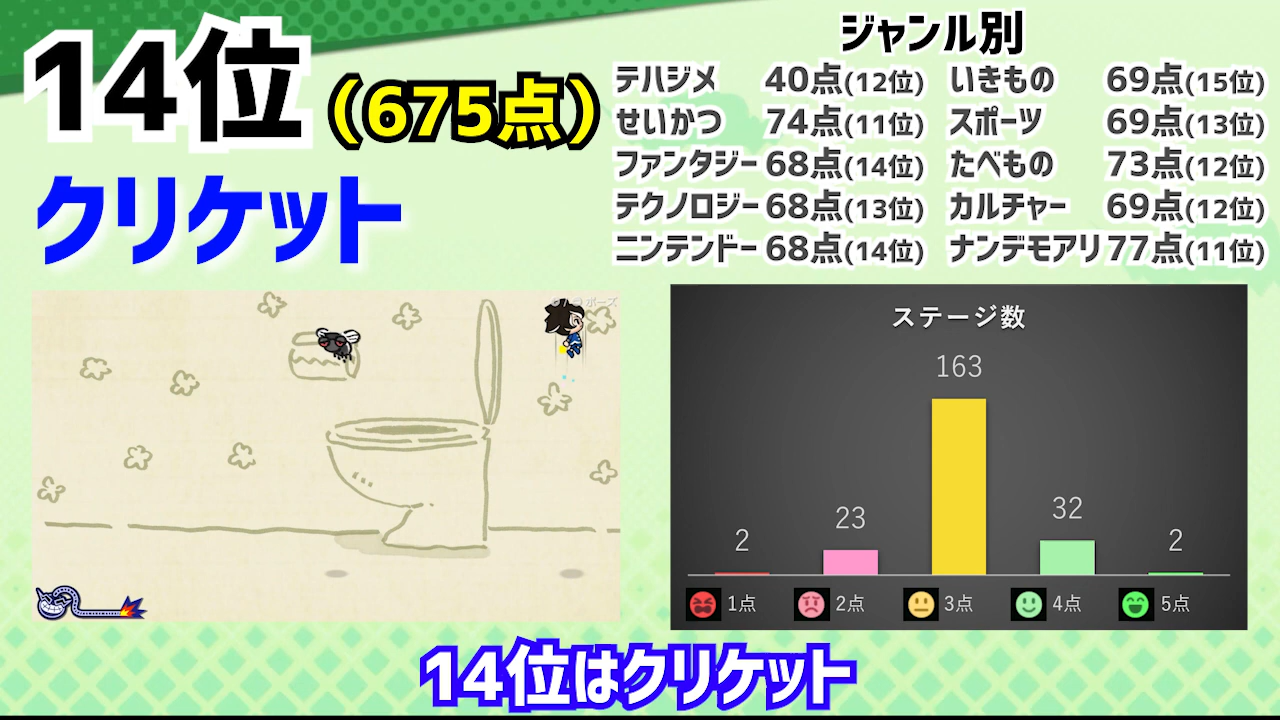 14位
(675点)
クリケット
ジャンル別
テハジメ 40点(12位) いきもの 69点(15位)
せいかつ 74点(11位) スポーツ 69点(13位)
ファンタジー 68点(14位) たべもの 73点(12位)
テクノロジー 68点(13位) カルチャー 69点(12位)
ニンテンドー 68点(14位) ナンデモアリ 77点(11位)
ポーズ
ステージ数
2 23 163 32 2
1点 2点 3点 4点 5点
14位はクリケット